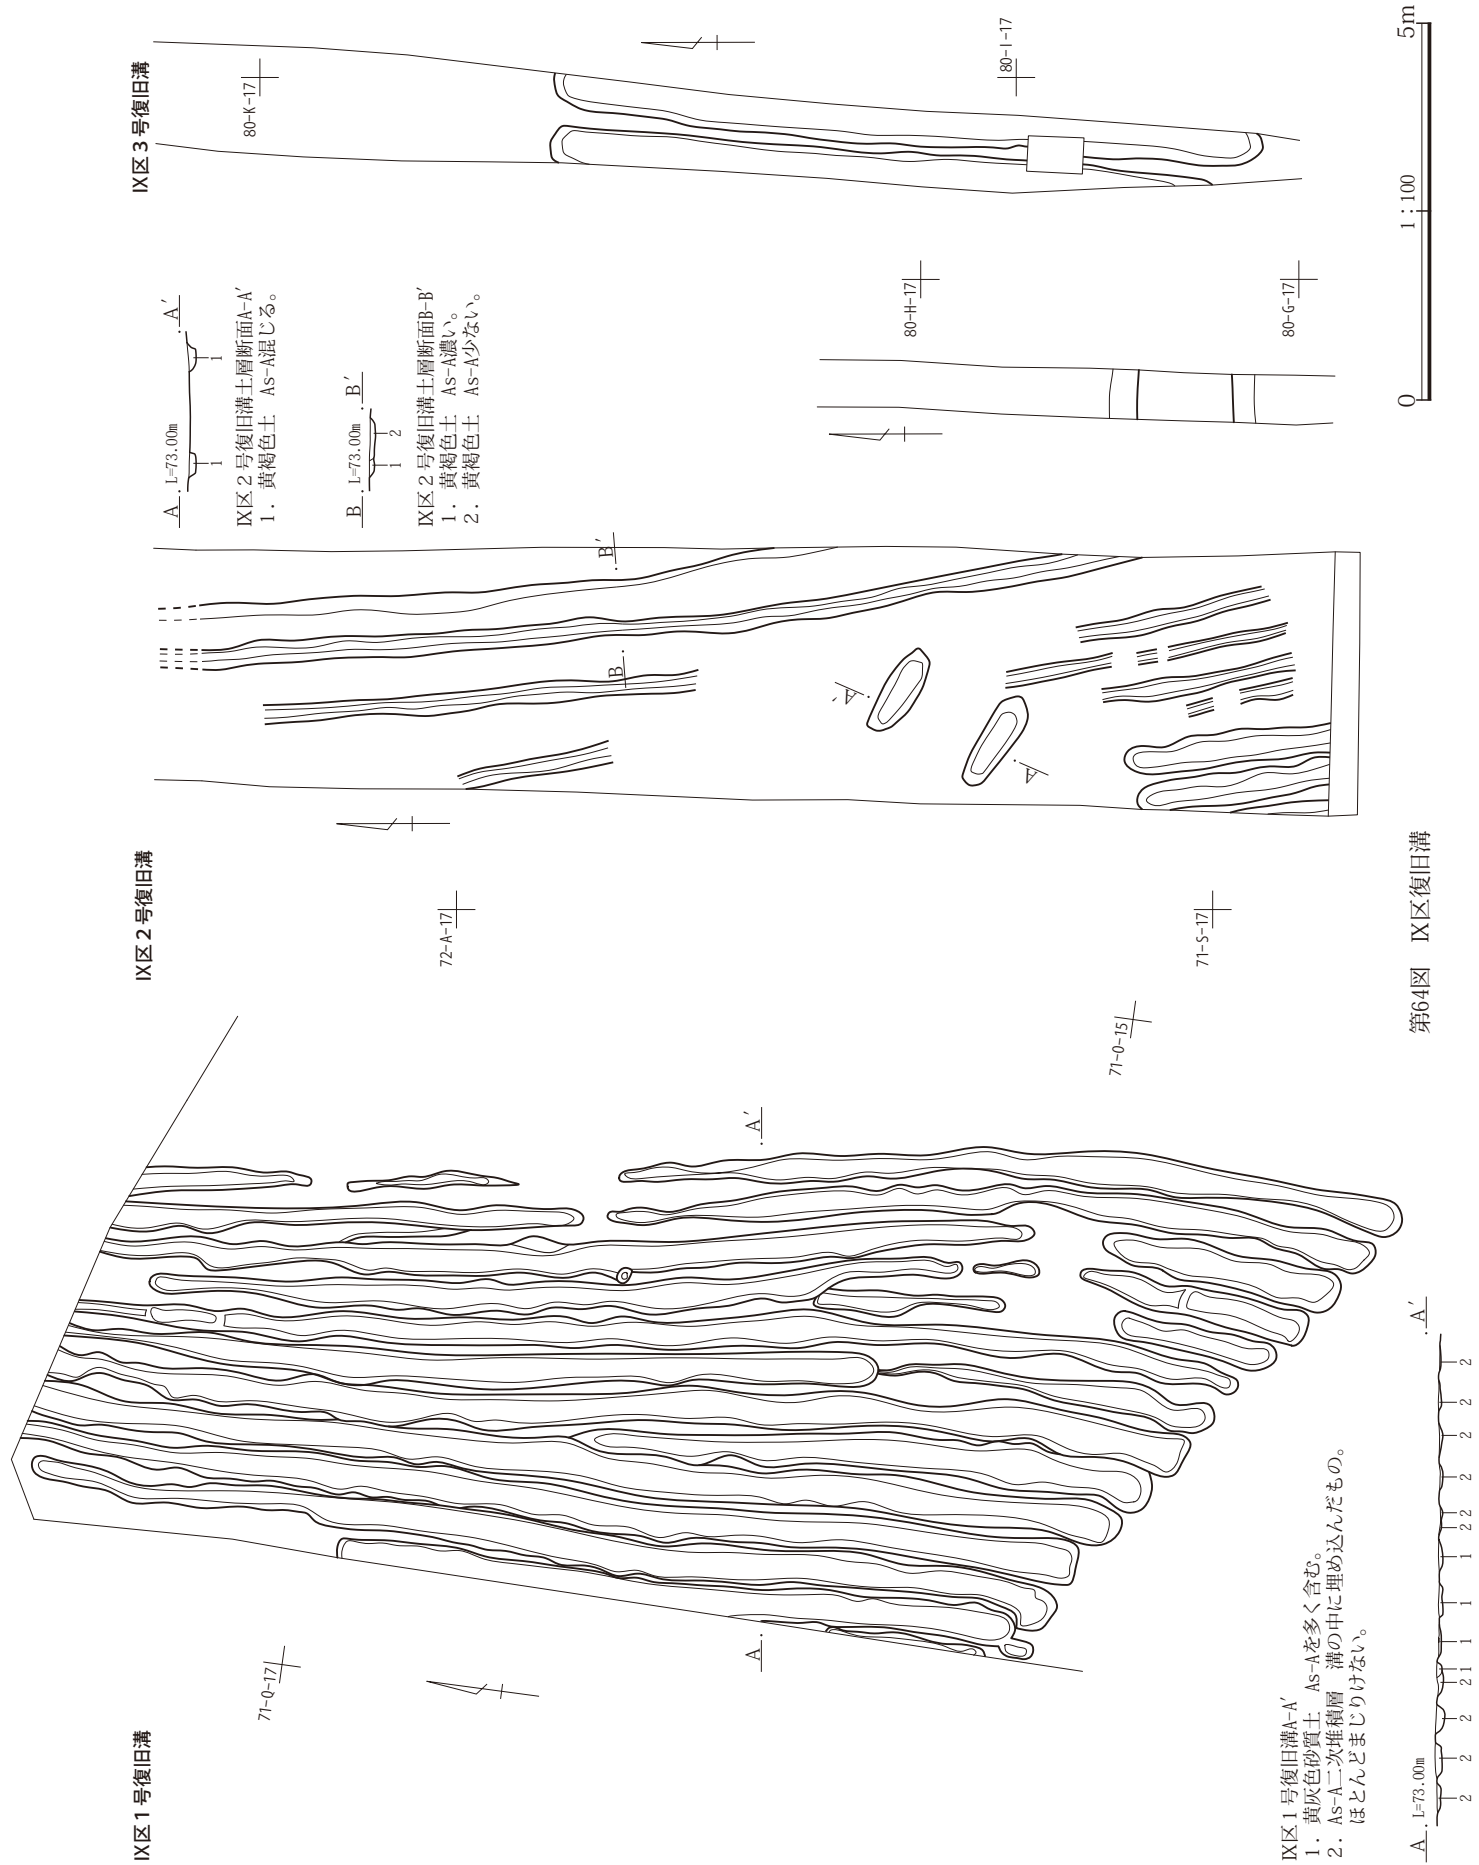 Ⅸ区1号復旧溝
71-Q-17
A
A′
71-O-15
Ⅸ区1号復旧溝A-A′
1．黄灰色砂質土　As-Aを多く含む。
2．As-A二次堆積層　溝の中に埋め込んだもの。
ほとんどまじりけない。
A
L=73.00m
A′
2
2
2
2
1
1
1
1
2
2
2
2
2
2
Ⅸ区2号復旧溝
72-A-17
71-S-17
B
B′
A
A′
A
L=73.00m
A′
1
1
Ⅸ区2号復旧溝土層断面A-A′
1．黄褐色土　As-A混じる。
B
L=73.00m
B′
1
2
Ⅸ区2号復旧溝土層断面B-B′
1．黄褐色土　As-A濃い。
2．黄褐色土　As-A少ない。
Ⅸ区3号復旧溝
80-K-17
80-I-17
80-H-17
80-G-17
0
1：100
5m
第64図　Ⅸ区復旧溝